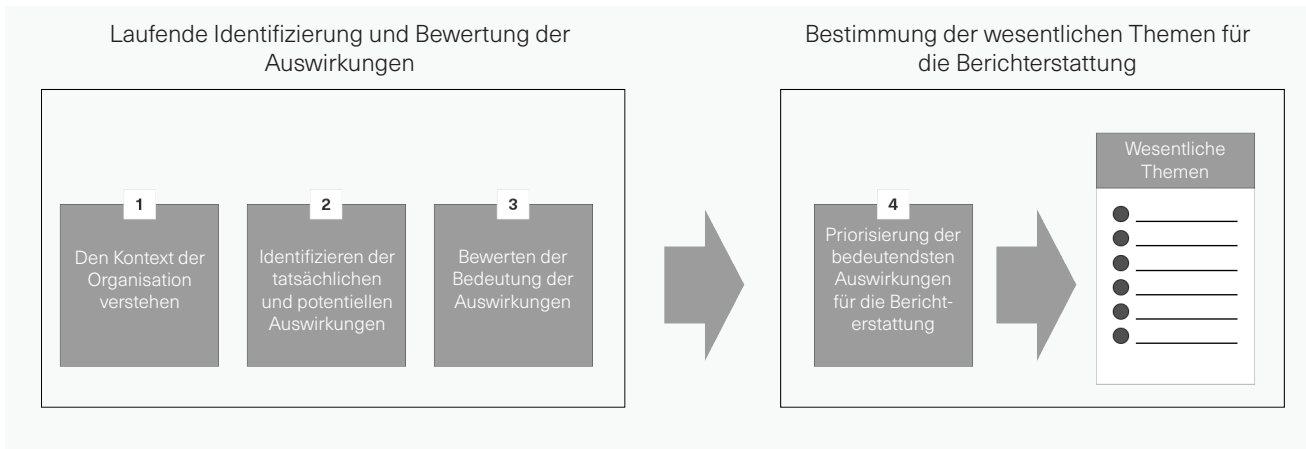 Laufende Identifizierung und Bewertung der
Auswirkungen
1
Den Kontext der
Organisation
verstehen
2
Identifizieren der
tatsächlichen
und potentiellen
Auswirkungen
3
Bewerten der
Bedeutung der
Auswirkungen
Bestimmung der wesentlichen Themen für
die Berichterstattung
4
Priorisierung der
bedeutendsten
Auswirkungen
für die Bericht-
erstattung
Wesentliche
Themen